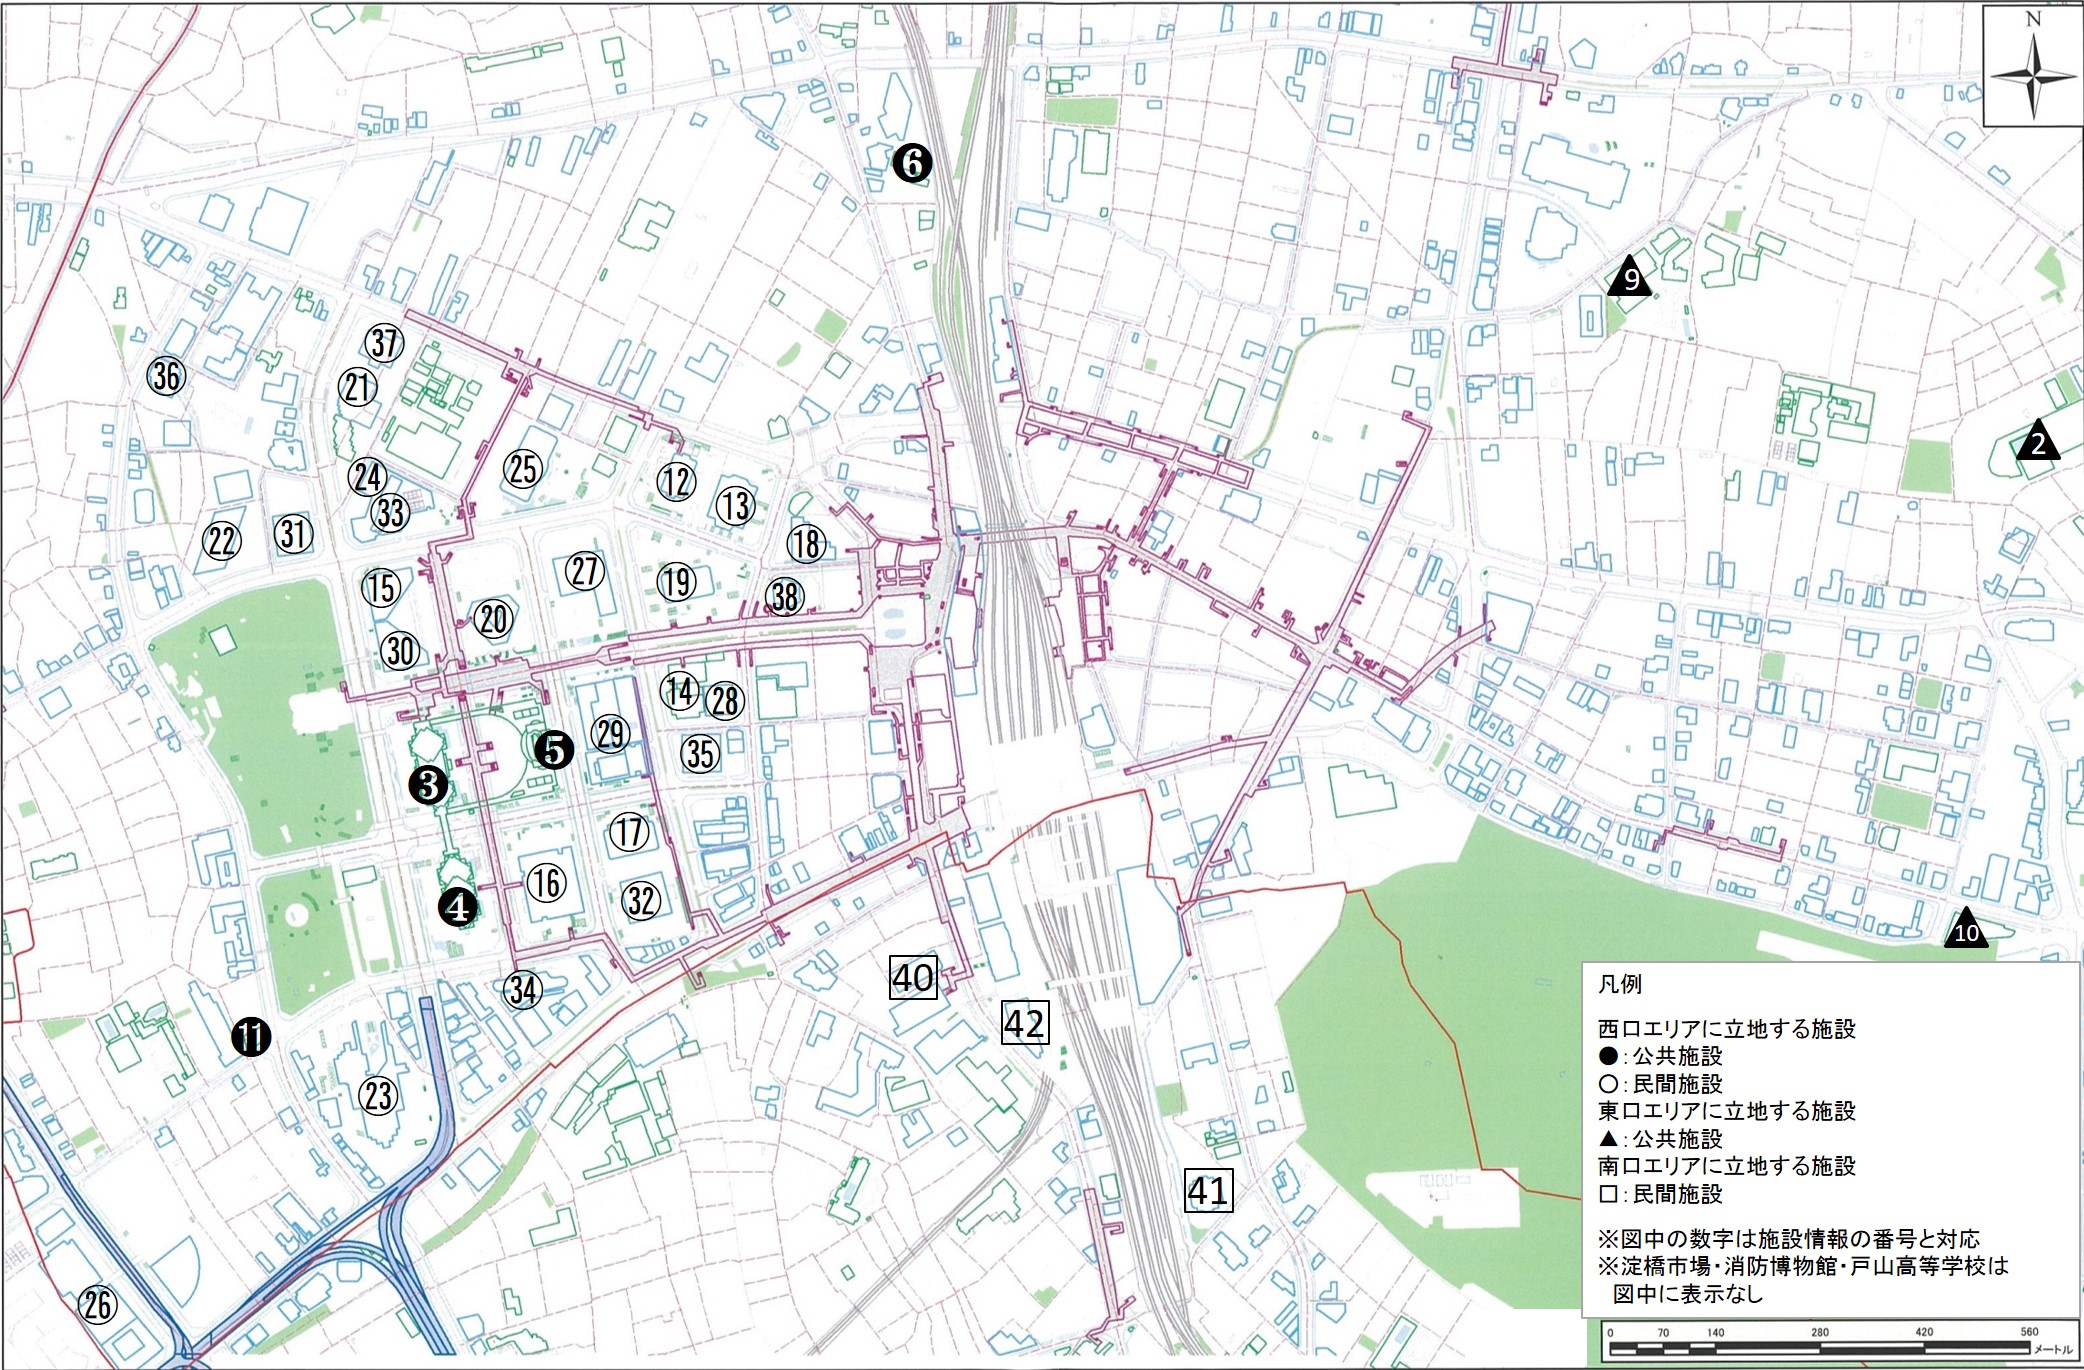 N
❻
▲9
㊲
㊱
㉑
▲2
㉔
㉕
⑫
⑬
㉝
㉒
㉛
⑱
⑮
㉗
⑲
㊳
⑳
㉚
⑭
㉘
㉙
㉟
❺
❸
⑰
⑯
㉜
❹
▲10
40
㉞
42
⓫
㉓
41
㉖
凡例
西口エリアに立地する施設
●：公共施設
○：民間施設
東口エリアに立地する施設
▲：公共施設
南口エリアに立地する施設
□：民間施設
※図中の数字は施設情報の番号と対応
※淀橋市場・消防博物館・戸山高等学校は
図中に表示なし
0 70 140 280 420 560
メートル